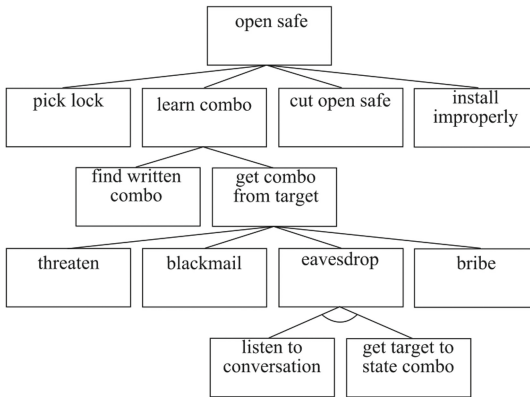 open safe
pick lock
learn combo
cut open safe
install
improperly
find written
combo
get combo
from target
threaten
blackmail
eavesdrop
bribe
listen to
conversation
get target to
state combo